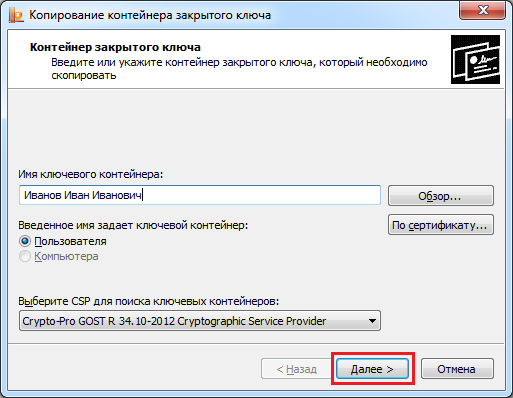 Копирование контейнера закрытого ключа
Контейнер закрытого ключа
Введите или укажите контейнер закрытого ключа, который необходимо
скопировать
Имя ключевого контейнера:
Иванов Иван Иванович
Обзор...
Введенное имя задает ключевой контейнер:
По сертификату...
Пользователя
Компьютера
Выберите CSP для поиска ключевых контейнеров:
Crypto-Pro GOST R 34.10-2012 Cryptographic Service Provider
< Назад
Далее >
Отмена